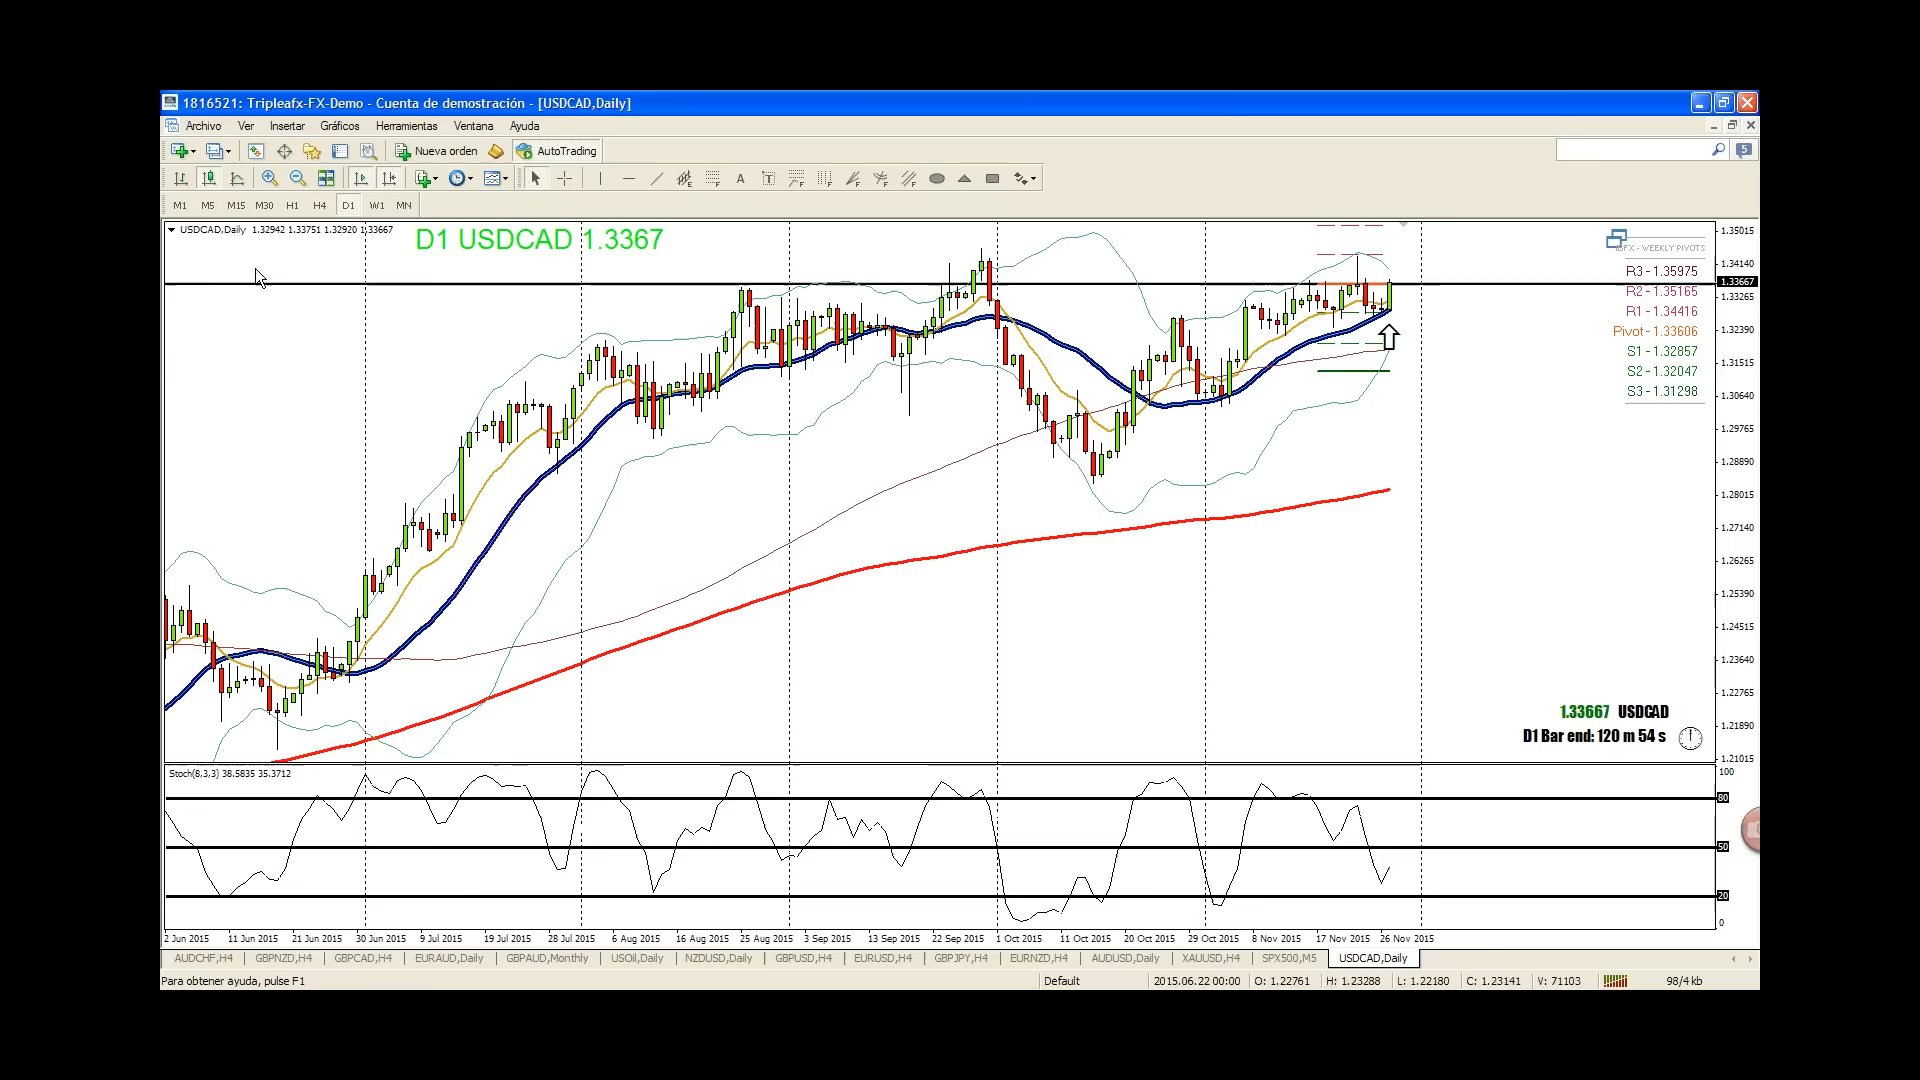 1816521: Tripleafx-FX-Demo - Cuenta de demostración - [USDCAD,Daily]
Archivo Ver Insertar Gráficos Herramientas Ventana Ayuda
Nueva orden AutoTrading 5
A T
M1 M5 M15 M30 H1 H4 D1 W1 MN
USDCAD,Daily 1.32942 1.33751 1.32920 1.33667
D1 USDCAD 1.3367
1.35015
WEEKLY PIVOTS
1.34140
R3 - 1.35975
1.33667
R2 - 1.35165
1.33265
R1 - 1.34416
Pivot - 1.33606
1.32390
S1 - 1.32857
1.31515
S2 - 1.32047
S3 - 1.31298
1.30640
1.29765
1.28890
1.28015
1.27140
1.26265
1.25390
1.24515
1.23640
1.22765
1.33667 USDCAD
1.21890
D1 Bar end: 120 m 54 s
1.21015
Stoch(8,3,3) 38.5835 35.3712
100
80
50
20
0
2 Jun 2015 11 Jun 2015 21 Jun 2015 30 Jun 2015 9 Jul 2015 19 Jul 2015 28 Jul 2015 6 Aug 2015 16 Aug 2015 25 Aug 2015 3 Sep 2015 13 Sep 2015 22 Sep 2015 1 Oct 2015 11 Oct 2015 20 Oct 2015 29 Oct 2015 8 Nov 2015 17 Nov 2015 26 Nov 2015
AUDCHF,H4 GBPNZD,H4 GBPCAD,H4 EURAUD,Daily GBPAUD,Monthly USOil,Daily NZDUSD,Daily GBPUSD,H4 EURUSD,H4 GBPJPY,H4 EURNZD,H4 AUDUSD,Daily XAUUSD,H4 SPX500,M5 USDCAD,Daily
Para obtener ayuda, pulse F1 Default 2015.06.22 00:00 O: 1.22761 H: 1.23288 L: 1.22180 C: 1.23141 V: 71103 98/4 kb